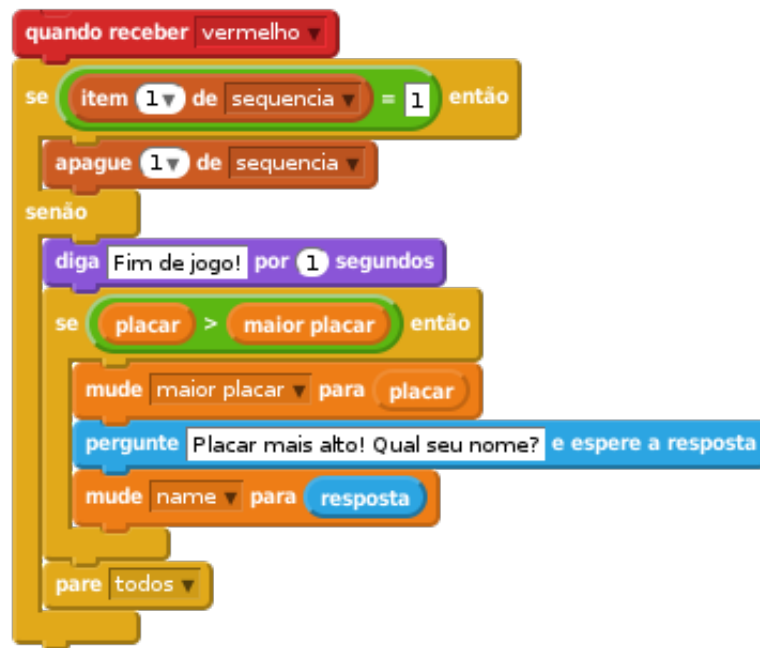 quando receber vermelho
se item 1 de sequencia = 1 então
apague 1 de sequencia
senão
diga Fim de jogo! por 1 segundos
se placar > maior placar então
mude maior placar para placar
pergunte Placar mais alto! Qual seu nome? e espere a resposta
mude name para resposta
pare todos